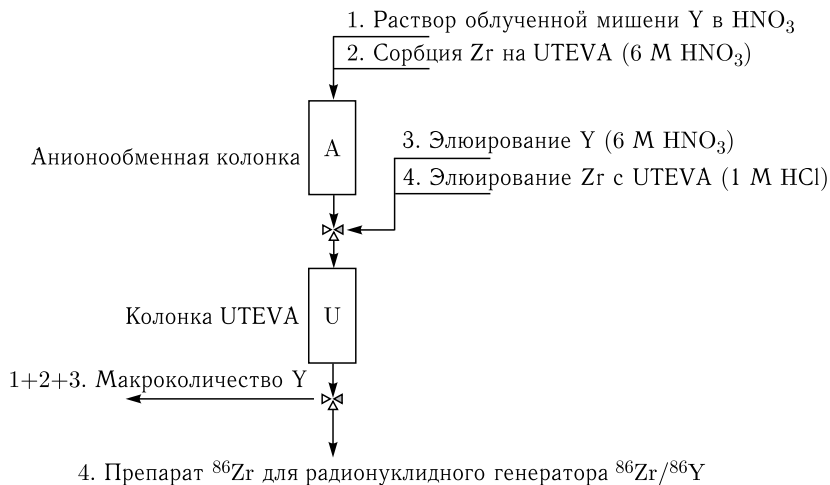 1. Раствор облученной мишени Y в HNO₃
2. Сорбция Zr на UTEVA (6 M HNO₃)
Анионообменная колонка
A
3. Элюирование Y (6 M HNO₃)
4. Элюирование Zr с UTEVA (1 M HCl)
Колонка UTEVA
U
1+2+3. Макроколичество Y
4. Препарат ⁸⁶Zr для радионуклидного генератора ⁸⁶Zr/⁸⁶Y